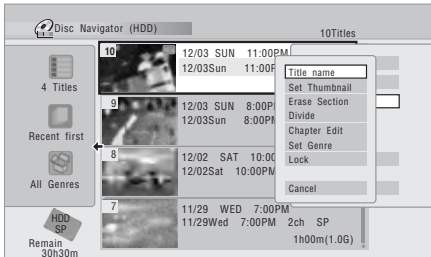 Disc Navigator (HDD)
10Titles
4 Titles
Recent first
All Genres
HDD
SP
Remain
30h30m
10
12/03 SUN 11:00PM
12/03Sun 11:00P
9
12/03 SUN 8:00P
12/03Sun 8:00PM
8
12/02 SAT 10:00
12/02Sat 10:00PM
7
11/29 WED 7:00PM
11/29Wed 7:00PM 2ch SP
1h00m(1.0G)
Title name
Set Thumbnail
Erase Section
Divide
Chapter Edit
Set Genre
Lock
Cancel